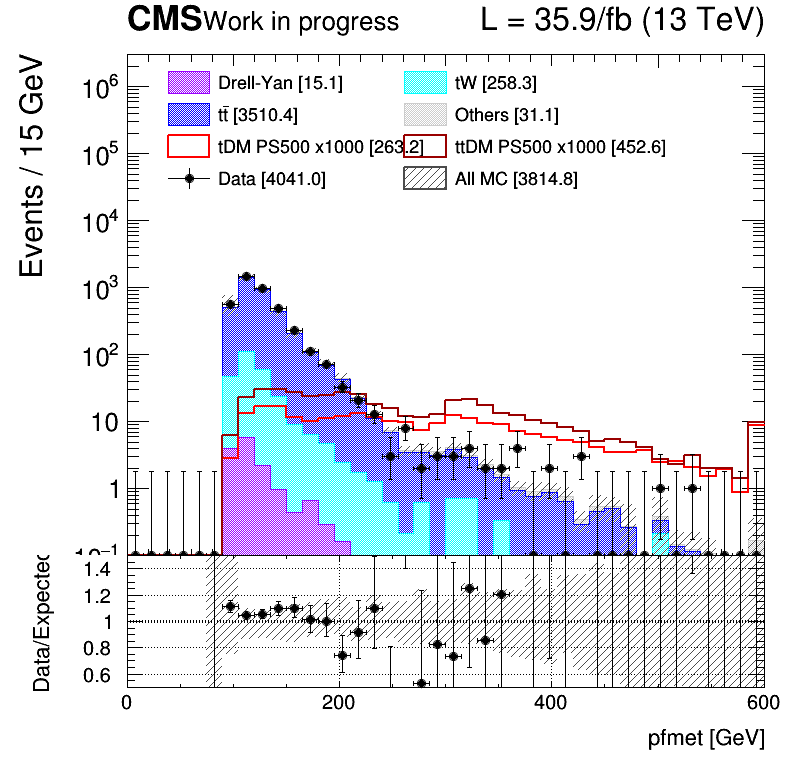 CMS Work in progress L = 35.9/fb (13 TeV)
Events / 15 GeV
Drell-Yan [15.1] tW [258.3]
tt̄ [3510.4] Others [31.1]
tDM PS500 x1000 [263.2] ttDM PS500 x1000 [452.6]
Data [4041.0] All MC [3814.8]
10⁶
10⁵
10⁴
10³
10²
10
1
10⁻¹
Data/Expected
1.4
1.2
1
0.8
0.6
0 200 400 600
pfmet [GeV]